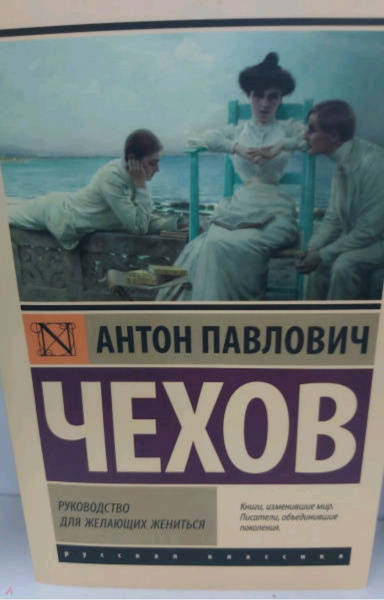 N
АНТОН ПАВЛОВИЧ
ЧЕХОВ
РУКОВОДСТВО
ДЛЯ ЖЕЛАЮЩИХ ЖЕНИТЬСЯ
Книги, изменившие мир.
Писатели, объединившие
поколения.
русская классика